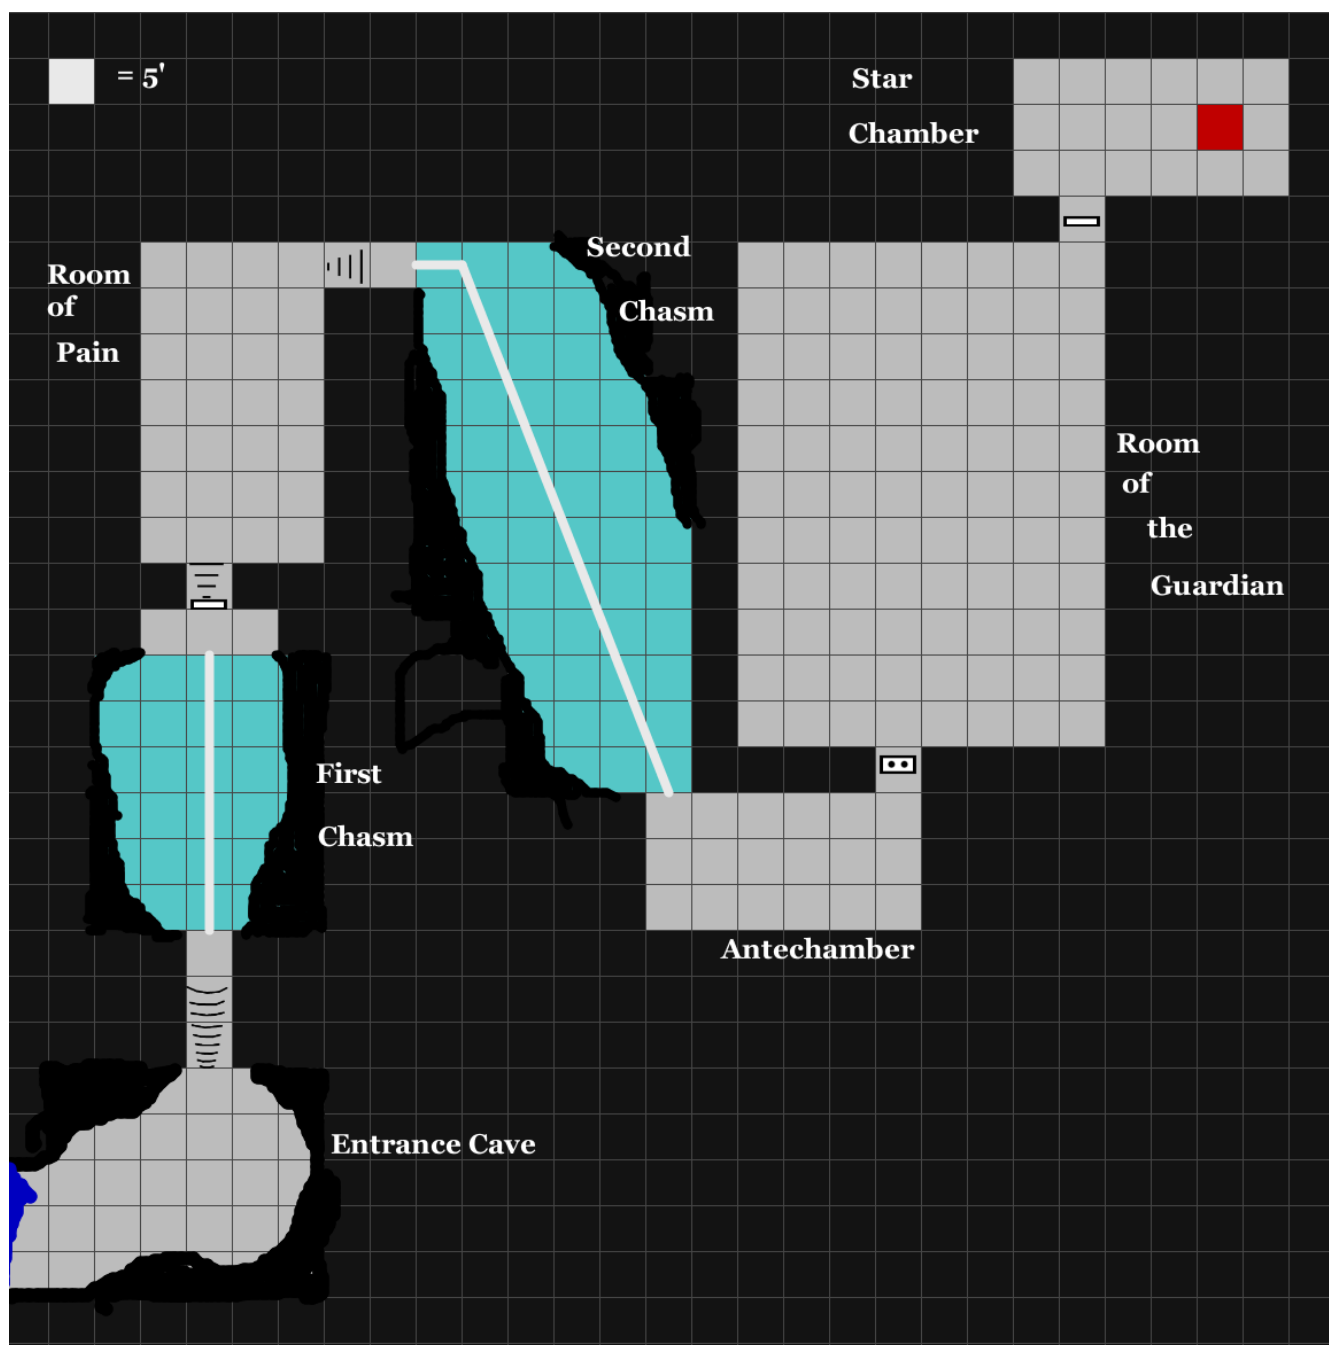 = 5'
Star
Chamber
Second
Chasm
Room
of
Pain
Room
of
the
Guardian
First
Chasm
Antechamber
Entrance Cave